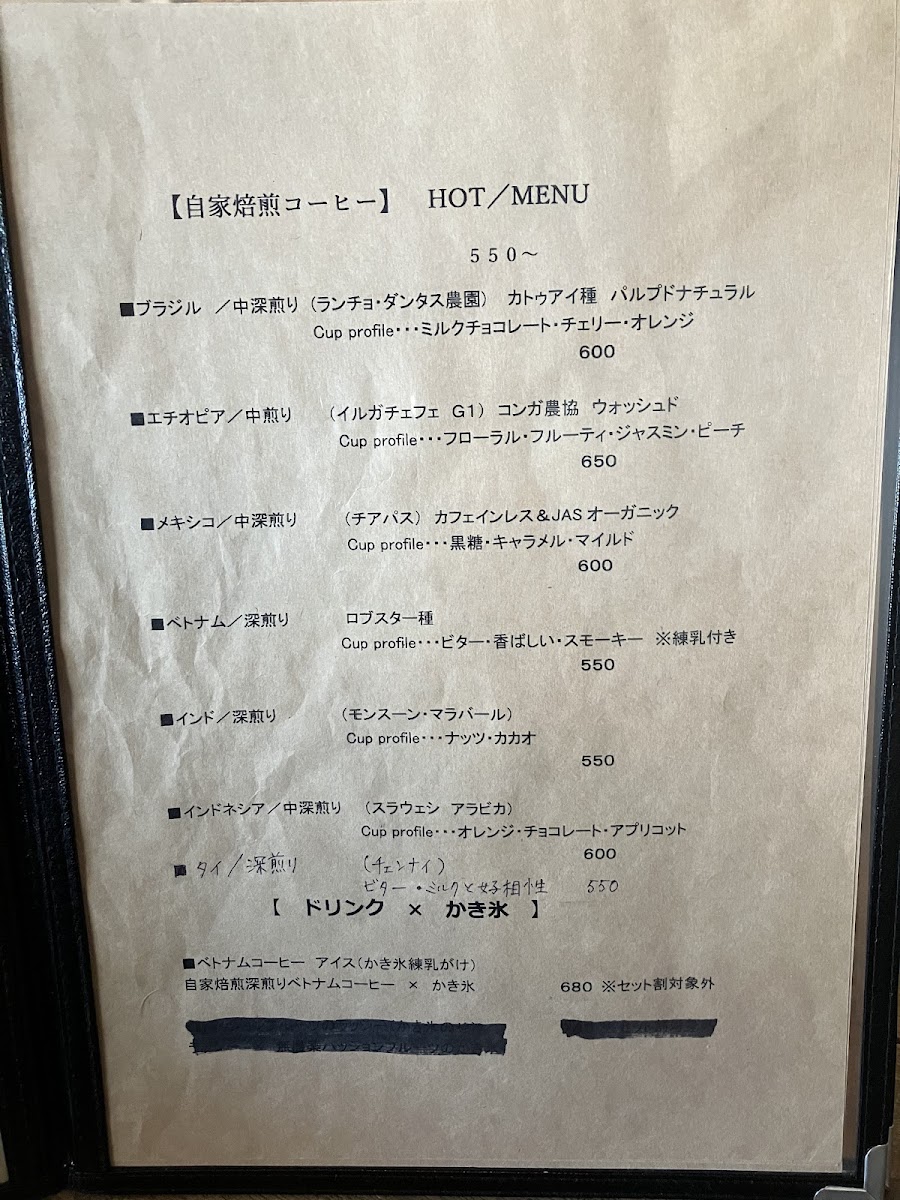 【自家焙煎コーヒー】 HOT／MENU
５５０～
■ブラジル ／中深煎り (ランチョ・ダンタス農園) カトゥアイ種 パルプドナチュラル
Cup profile・・・ミルクチョコレート・チェリー・オレンジ
600
■エチオピア／中煎り (イルガチェフェ G1) コンガ農協 ウォッシュド
Cup profile・・・フローラル・フルーティ・ジャスミン・ピーチ
650
■メキシコ／中深煎り (チアパス) カフェインレス＆JASオーガニック
Cup profile・・・黒糖・キャラメル・マイルド
600
■ベトナム／深煎り ロブスター種
Cup profile・・・ビター・香ばしい・スモーキー ※練乳付き
550
■インド／深煎り (モンスーン・マラバール)
Cup profile・・・ナッツ・カカオ
550
■インドネシア／中深煎り (スラウェシ アラビカ)
Cup profile・・・オレンジ・チョコレート・アプリコット
600
■ タイ／深煎り (チェンナイ)
ビター・ミルクと好相性 550
【 ドリンク × かき氷 】
■ベトナムコーヒー アイス(かき氷練乳がけ)
自家焙煎深煎りベトナムコーヒー × かき氷 680 ※セット割対象外